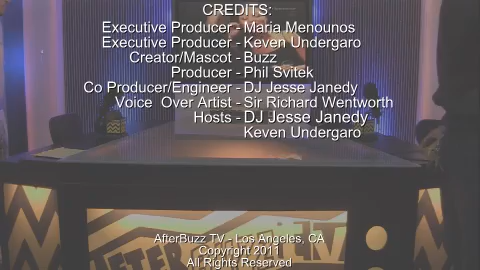 CREDITS:
Executive Producer - Maria Menounos
Executive Producer - Keven Undergaro
Creator/Mascot - Buzz
Producer - Phil Svitek
Co Producer/Engineer - DJ Jesse Janedy
Voice Over Artist - Sir Richard Wentworth
Hosts - DJ Jesse Janedy
Keven Undergaro
AFTER TV
AfterBuzz TV - Los Angeles, CA
Copyright 2011
All Rights Reserved